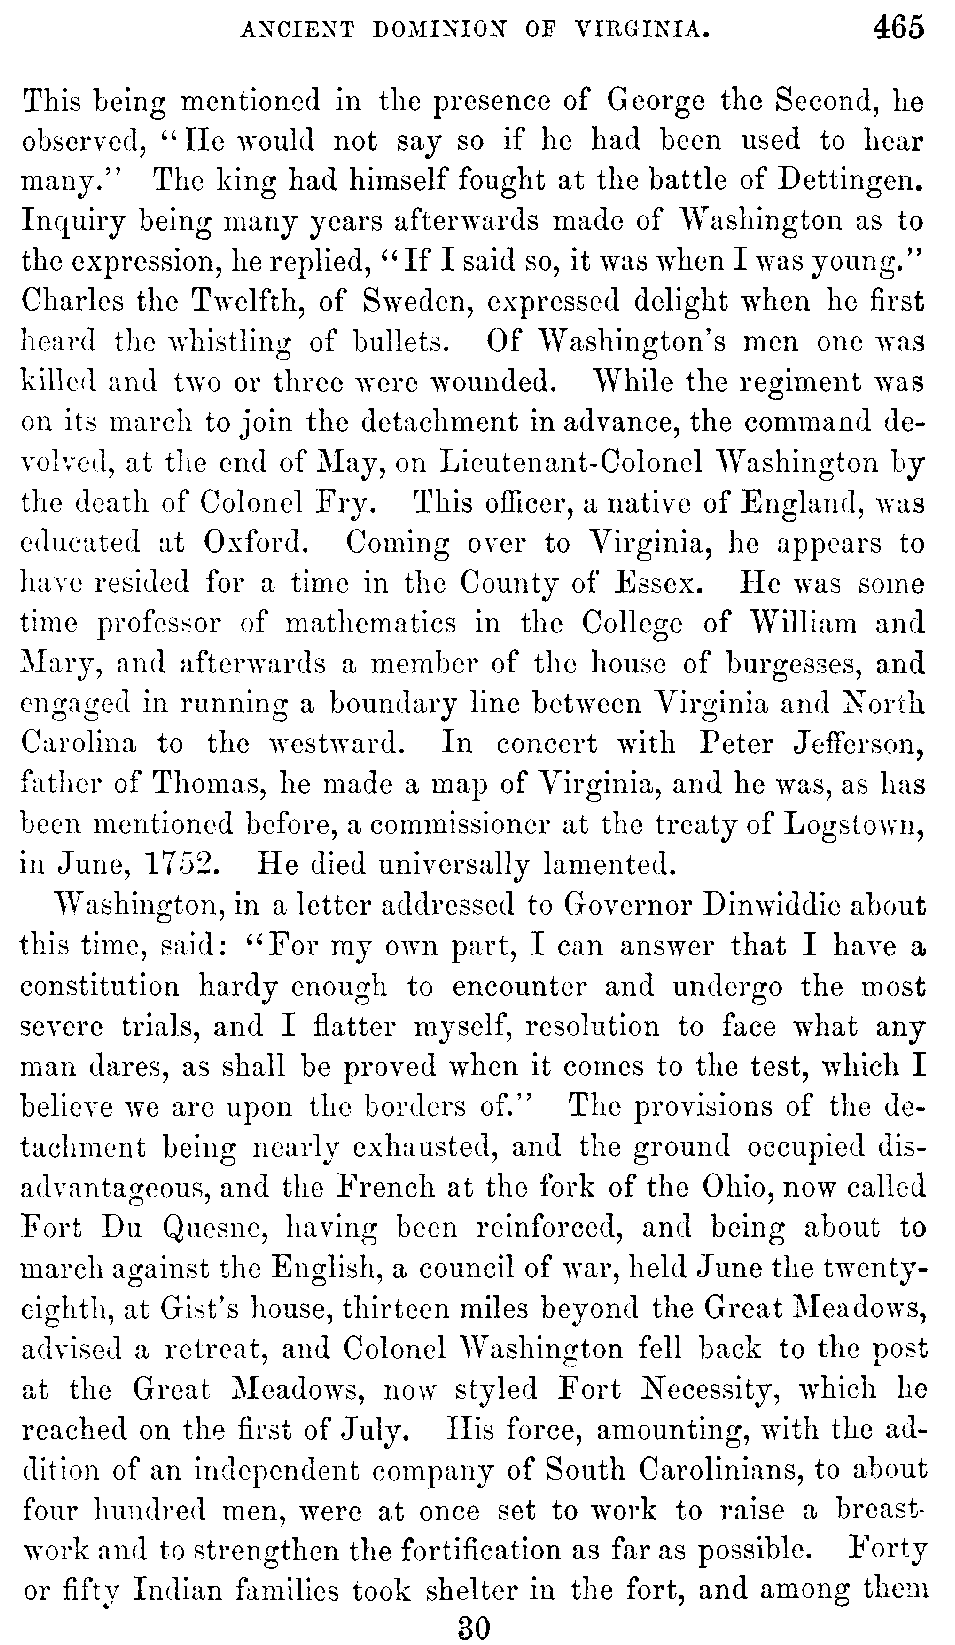 ANCIENT DOMINION OF VIRGINIA. 465
This being mentioned in the presence of George the Second, he
observed, "He would not say so if he had been used to hear
many." The king had himself fought at the battle of Dettingen.
Inquiry being many years afterwards made of Washington as to
the expression, he replied, "If I said so, it was when I was young."
Charles the Twelfth, of Sweden, expressed delight when he first
heard the whistling of bullets. Of Washington's men one was
killed and two or three were wounded. While the regiment was
on its march to join the detachment in advance, the command de-
volved, at the end of May, on Lieutenant-Colonel Washington by
the death of Colonel Fry. This officer, a native of England, was
educated at Oxford. Coming over to Virginia, he appears to
have resided for a time in the County of Essex. He was some
time professor of mathematics in the College of William and
Mary, and afterwards a member of the house of burgesses, and
engaged in running a boundary line between Virginia and North
Carolina to the westward. In concert with Peter Jefferson,
father of Thomas, he made a map of Virginia, and he was, as has
been mentioned before, a commissioner at the treaty of Logstown,
in June, 1752. He died universally lamented.
Washington, in a letter addressed to Governor Dinwiddie about
this time, said: "For my own part, I can answer that I have a
constitution hardy enough to encounter and undergo the most
severe trials, and I flatter myself, resolution to face what any
man dares, as shall be proved when it comes to the test, which I
believe we are upon the borders of." The provisions of the de-
tachment being nearly exhausted, and the ground occupied dis-
advantageous, and the French at the fork of the Ohio, now called
Fort Du Quesne, having been reinforced, and being about to
march against the English, a council of war, held June the twenty-
eighth, at Gist's house, thirteen miles beyond the Great Meadows,
advised a retreat, and Colonel Washington fell back to the post
at the Great Meadows, now styled Fort Necessity, which he
reached on the first of July. His force, amounting, with the ad-
dition of an independent company of South Carolinians, to about
four hundred men, were at once set to work to raise a breast-
work and to strengthen the fortification as far as possible. Forty
or fifty Indian families took shelter in the fort, and among them
30